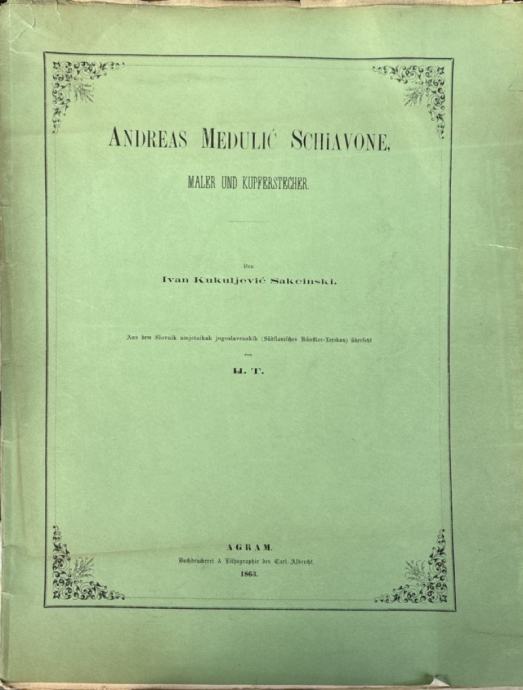 ANDREAS MEDULIĆ SCHIAVONE,
MALER UND KUPFERSTECHER.
Von
Ivan Kukuljević Sakcinski.
Aus dem Slovnik umjetnikah jugoslavenskih (Südslavisches Künstler-Lexikon) übersetzt
von
T.
AGRAM.
Buchdruckerei & Lithographie des Carl Albrecht.
1863.